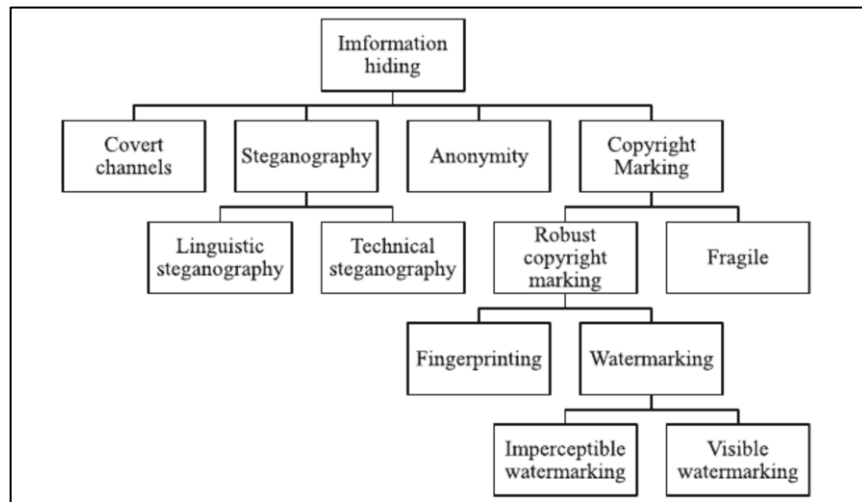 Imformation
hiding
Covert
channels
Steganography
Anonymity
Copyright
Marking
Linguistic
steganography
Technical
steganography
Robust
copyright
marking
Fragile
Fingerprinting
Watermarking
Imperceptible
watermarking
Visible
watermarking